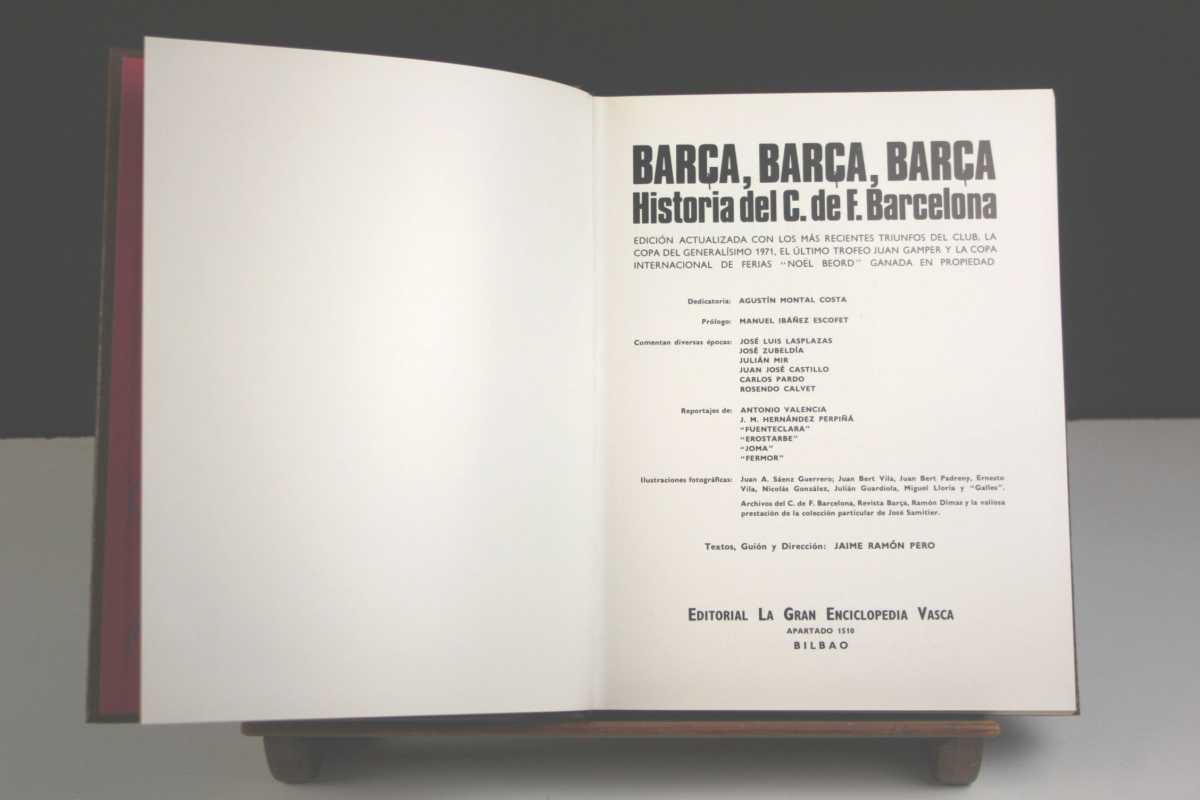 BARÇA, BARÇA, BARÇA
Historia del C. de F. Barcelona
EDICIÓN ACTUALIZADA CON LOS MÁS RECIENTES TRIUNFOS DEL CLUB, LA
COPA DEL GENERALÍSIMO 1971, EL ÚLTIMO TROFEO JUAN GAMPER Y LA COPA
INTERNACIONAL DE FERIAS "NOËL BEORD" GANADA EN PROPIEDAD
Dedicatoria: AGUSTÍN MONTAL COSTA
Prólogo: MANUEL IBÁÑEZ ESCOFET
Comentan diversas épocas: JOSÉ LUIS LASPLAZAS
JOSÉ ZUBELDÍA
JULIÁN MIR
JUAN JOSÉ CASTILLO
CARLOS PARDO
ROSENDO CALVET
Reportajes de: ANTONIO VALENCIA
J. M. HERNÁNDEZ PERPIÑÁ
"FUENTECLARA"
"EROSTARBE"
"JOMA"
"FERMOR"
Ilustraciones fotográficas: Juan A. Sáenz Guerrero; Juan Bert Vila, Juan Bert Padreny, Ernesto
Vila, Nicolás González, Julián Guardiola, Miguel Lloria y "Galles".
Archivos del C. de F. Barcelona, Revista Barça, Ramón Dimas y la valiosa
prestación de la colección particular de José Samitier.
Textos, Guión y Dirección: JAIME RAMÓN PERO
EDITORIAL LA GRAN ENCICLOPEDIA VASCA
APARTADO 1510
BILBAO